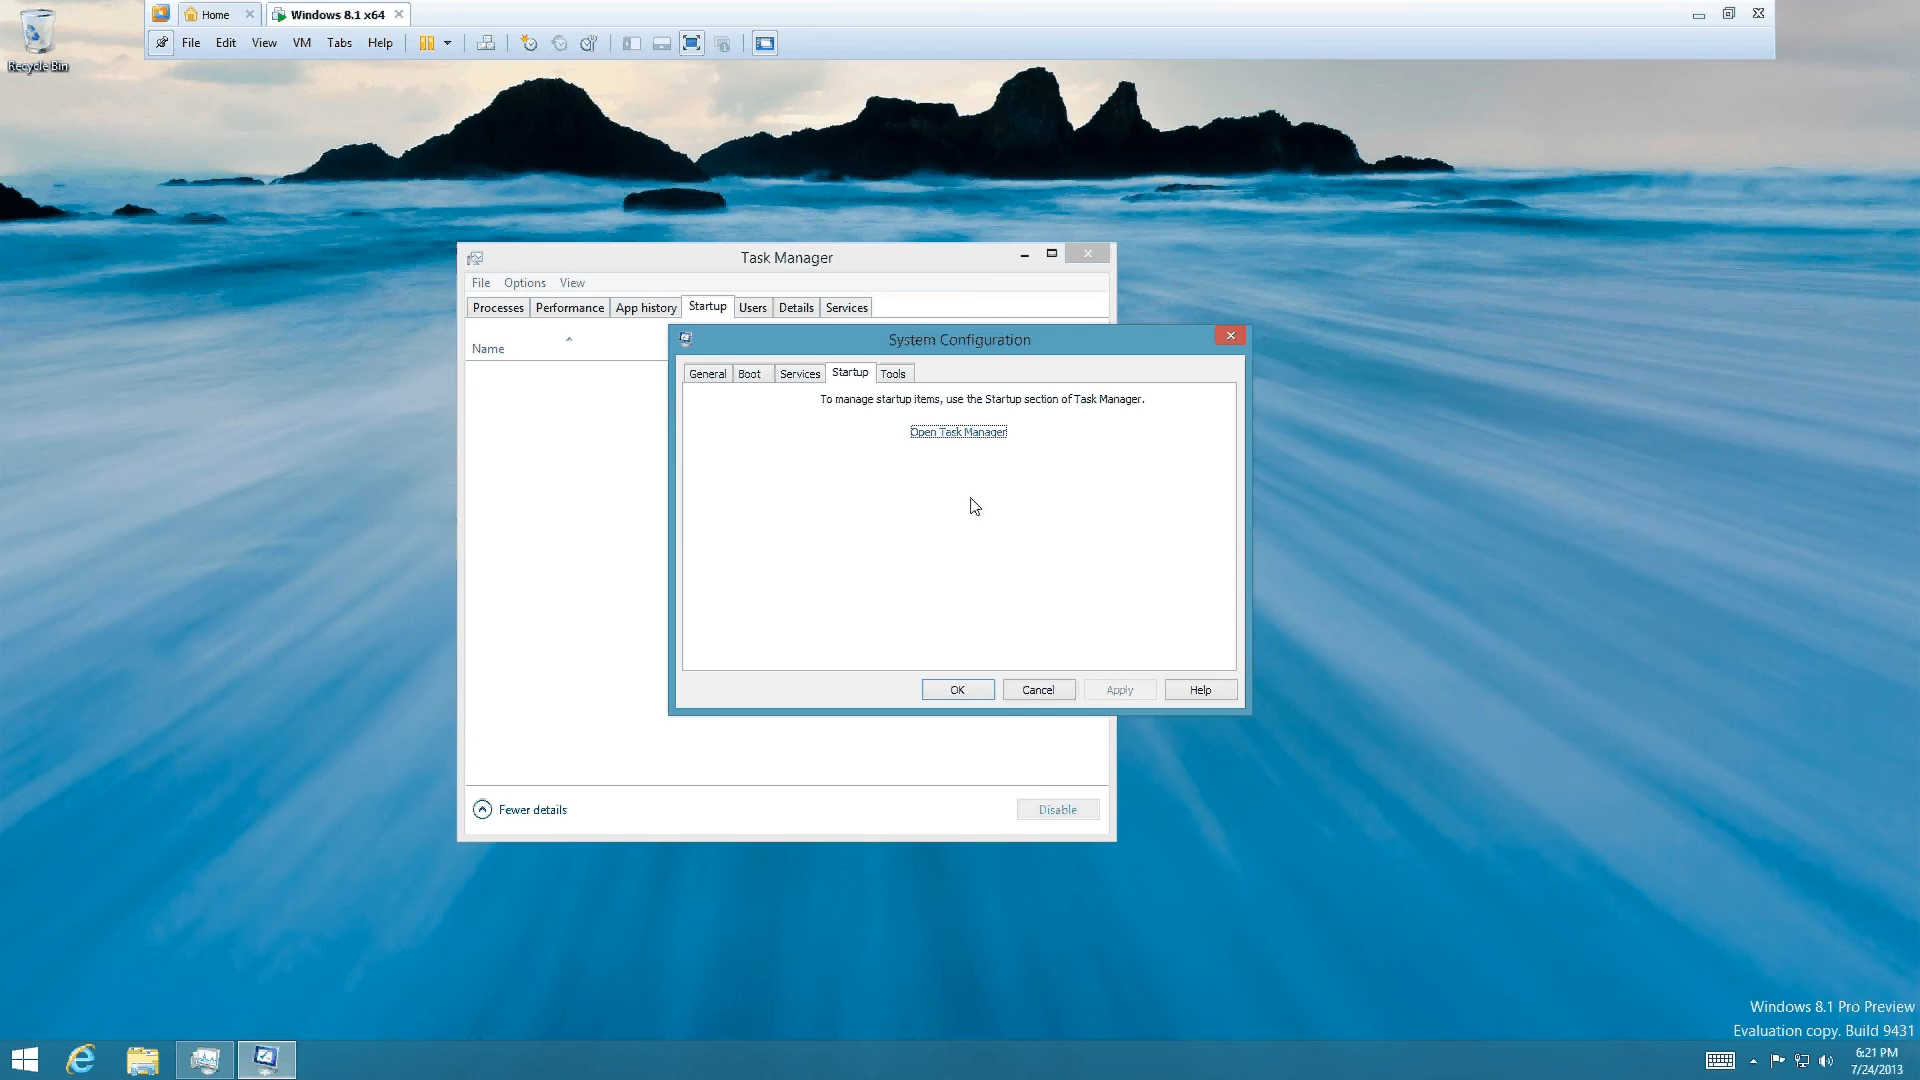 Home
Windows 8.1 x64
File Edit View VM Tabs Help
Recycle Bin
Task Manager
File Options View
Processes Performance App history Startup Users Details Services
Name
System Configuration
General Boot Services Startup Tools
To manage startup items, use the Startup section of Task Manager.
Open Task Manager
OK Cancel Apply Help
Fewer details
Disable
Windows 8.1 Pro Preview
Evaluation copy. Build 9431
6:21 PM
7/24/2013